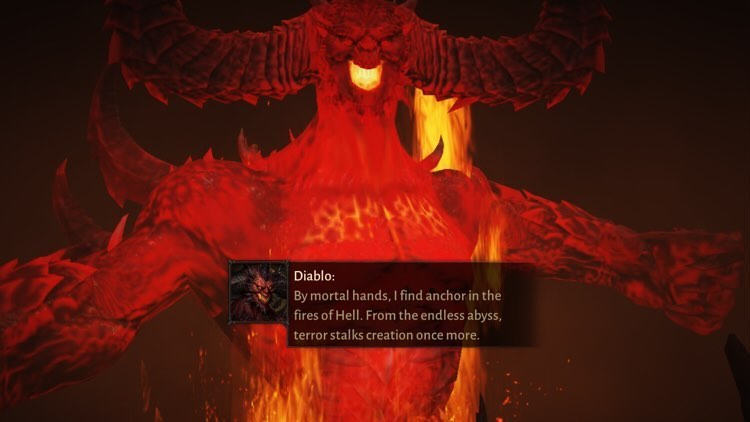 Diablo:
By mortal hands, I find anchor in the
fires of Hell. From the endless abyss,
terror stalks creation once more.